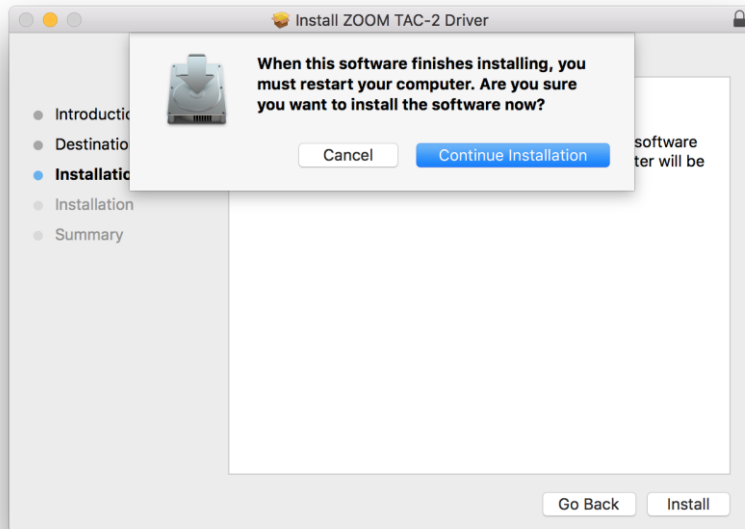 Install ZOOM TAC-2 Driver
When this software finishes installing, you
must restart your computer. Are you sure
you want to install the software now?
Cancel
Continue Installation
Introductio
Destinatio
Installatio
Installation
Summary
software
ter will be
Go Back
Install